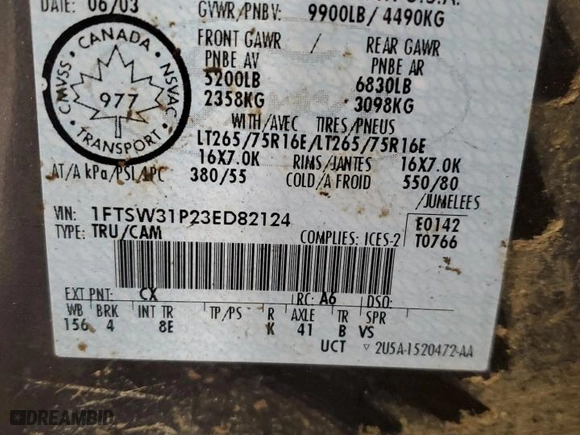 DATE: 06/03
GVWR/PNBV: 9900LB/4490KG
FRONT GAWR / REAR GAWR
PNBE AV PNBE AR
5200LB 6830LB
2358KG 3098KG
CMVSS · CANADA · NSVAC · TRANSPORT ·
977
WITH/AVEC TIRES/PNEUS
LT265/75R16E/LT265/75R16E
16X7.0K RIMS/JANTES 16X7.0K
AT/A kPa/PSI/LPC 380/55 COLD/A FROID 550/80
/JUMELEES
VIN: 1FTSW31P23ED82124
E0142
TYPE: TRU/CAM COMPLIES: ICES-2 T0766
EXT PNT: CX RC: A6 DSO:
WB BRK INT TR TP/PS R AXLE TR SPR
156 4 8E K 41 B VS
UCT ▽ 2U5A-1520472-AA
DREAMBID